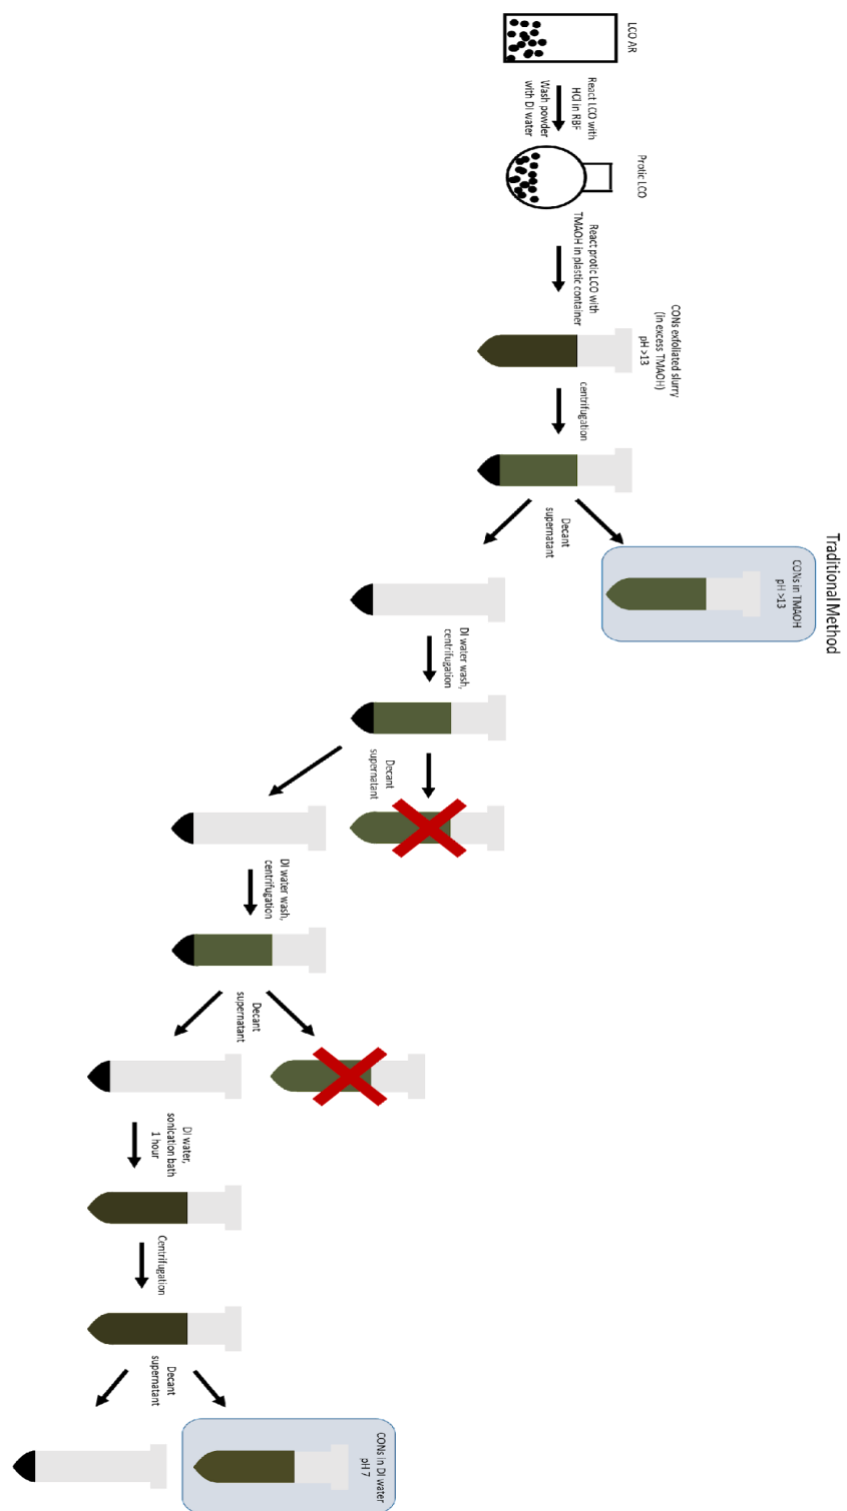 Traditional Method
LCO AR
React LCO with
HCl in RBF
Wash powder
with DI water
Protic LCO
React protic LCO with
TMAOH in plastic container
CONs exfoliated slurry
(In excess TMAOH)
pH >13
centrifugation
Decant
supernatant
CONs in TMAOH
pH >13
DI water wash,
centrifugation
Decant
supernatant
DI water wash,
centrifugation
Decant
supernatant
DI water,
sonication bath
1 hour
Centrifugation
Decant
supernatant
CONs in DI water
pH 7